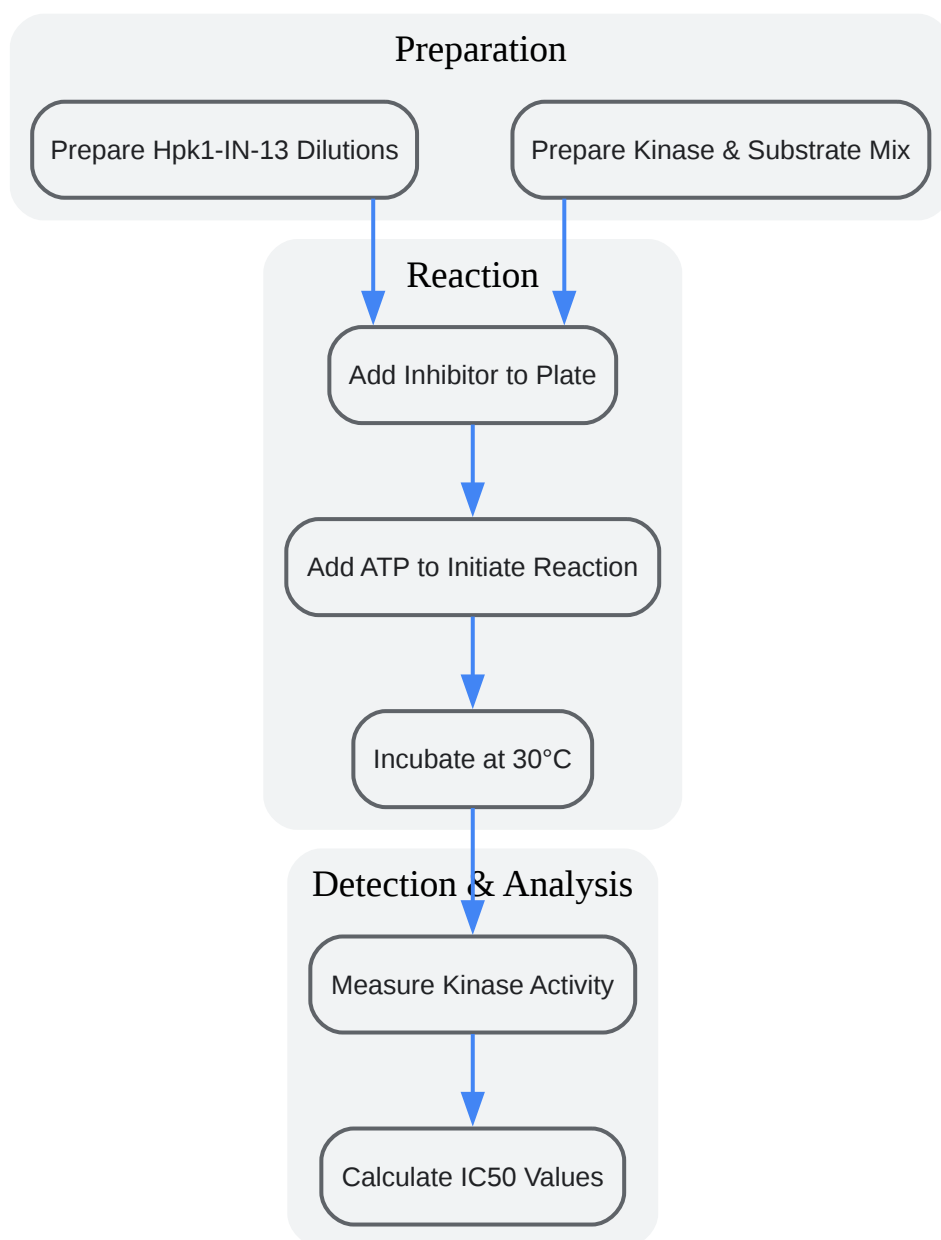 Preparation
Prepare Hpk1-IN-13 Dilutions
Prepare Kinase & Substrate Mix
Reaction
Add Inhibitor to Plate
Add ATP to Initiate Reaction
Incubate at 30°C
Detection & Analysis
Measure Kinase Activity
Calculate IC50 Values